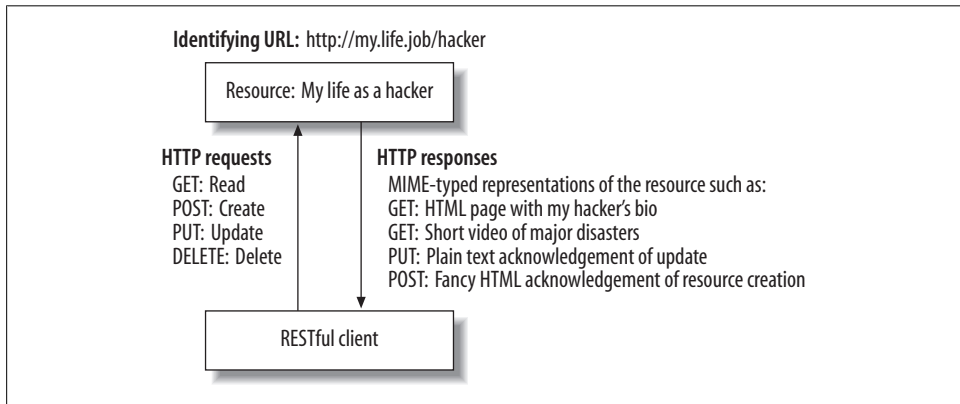 Identifying URL: http://my.life.job/hacker
Resource: My life as a hacker
HTTP requests
GET: Read
POST: Create
PUT: Update
DELETE: Delete
HTTP responses
MIME-typed representations of the resource such as:
GET: HTML page with my hacker's bio
GET: Short video of major disasters
PUT: Plain text acknowledgement of update
POST: Fancy HTML acknowledgement of resource creation
RESTful client